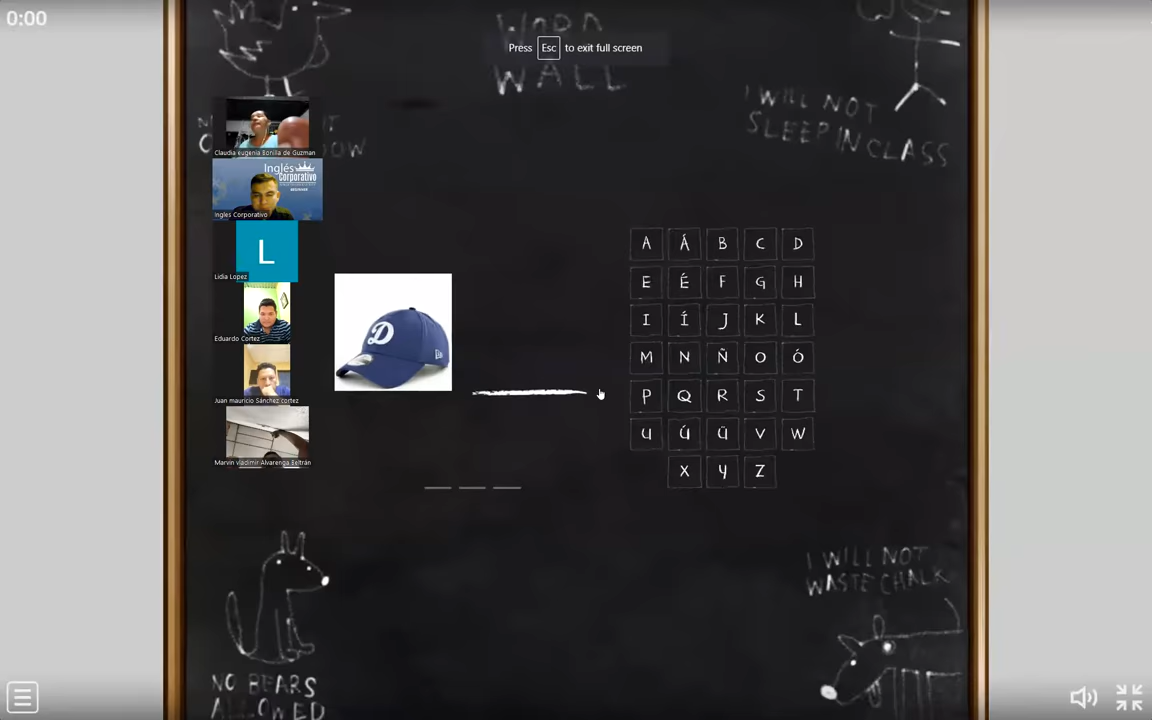 0:00
WORD
WALL
Press Esc to exit full screen
I WILL NOT
SLEEP IN CLASS
Claudia eugenia Bonilla de Guzman
Inglés
Corporativo
BEGINNER
Ingles Corporativo
L
Lidia Lopez
Eduardo Cortez
Juan mauricio Sánchez cortez
Marvin vladimir Alvarenga Beltrán
D
A Á B C D
E É F G H
I Í J K L
M N Ñ O Ó
P Q R S T
U Ú Ü V W
X Y Z
I WILL NOT
WASTE CHALK
NO BEARS
ALLOWED